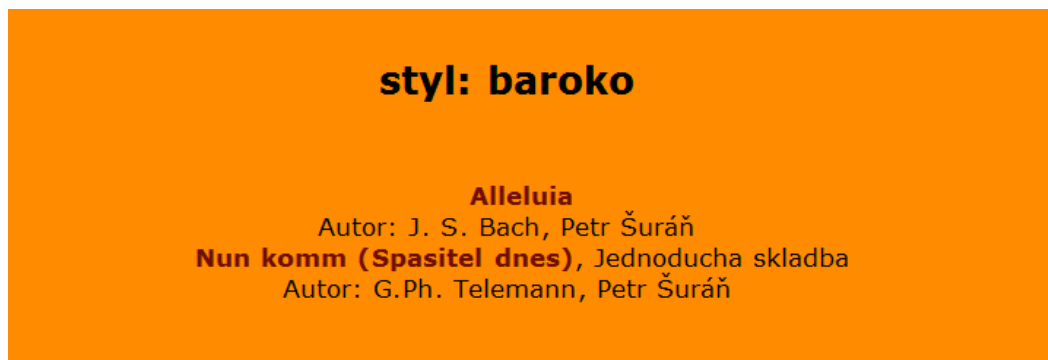 styl: baroko
Alleluia
Autor: J. S. Bach, Petr Šuráň
Nun komm (Spasitel dnes), Jednoducha skladba
Autor: G.Ph. Telemann, Petr Šuráň